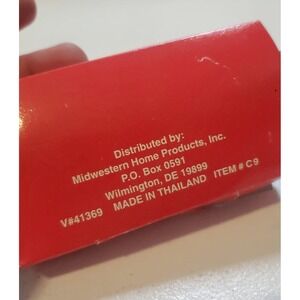 Distributed by:
Midwestern Home Products, Inc.
P.O. Box 0591
Wilmington, DE 19899
V#41369 MADE IN THAILAND ITEM # C9